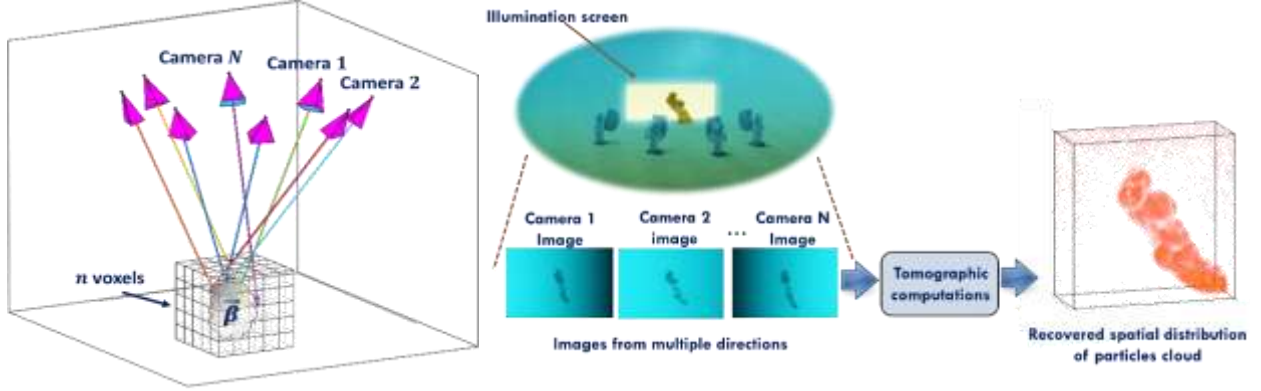 Camera N
Camera 1
Camera 2
n voxels
β
Illumination screen
Camera 1
Image
Camera 2
image
...
Camera N
Image
Images from multiple directions
Tomographic
computations
Recovered spatial distribution
of particles cloud